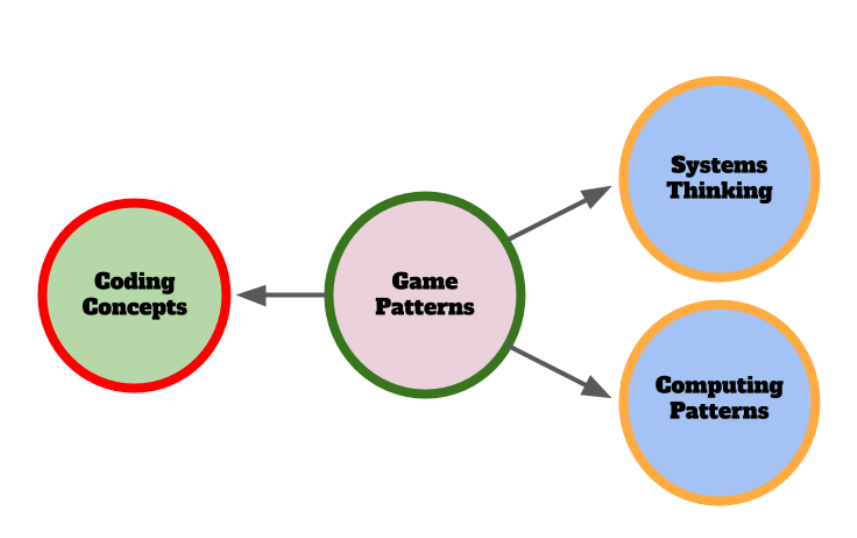 Coding
Concepts
Game
Patterns
Systems
Thinking
Computing
Patterns